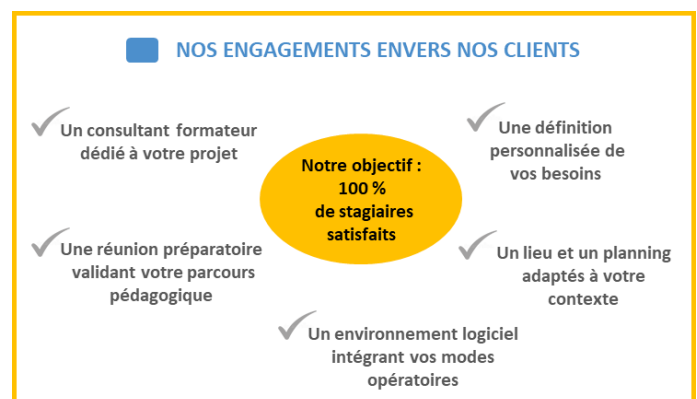 NOS ENGAGEMENTS ENVERS NOS CLIENTS
Un consultant formateur
dédié à votre projet
Une définition
personnalisée de
vos besoins
Notre objectif :
100 %
de stagiaires
satisfaits
Une réunion préparatoire
validant votre parcours
pédagogique
Un lieu et un planning
adaptés à votre
contexte
Un environnement logiciel
intégrant vos modes
opératoires